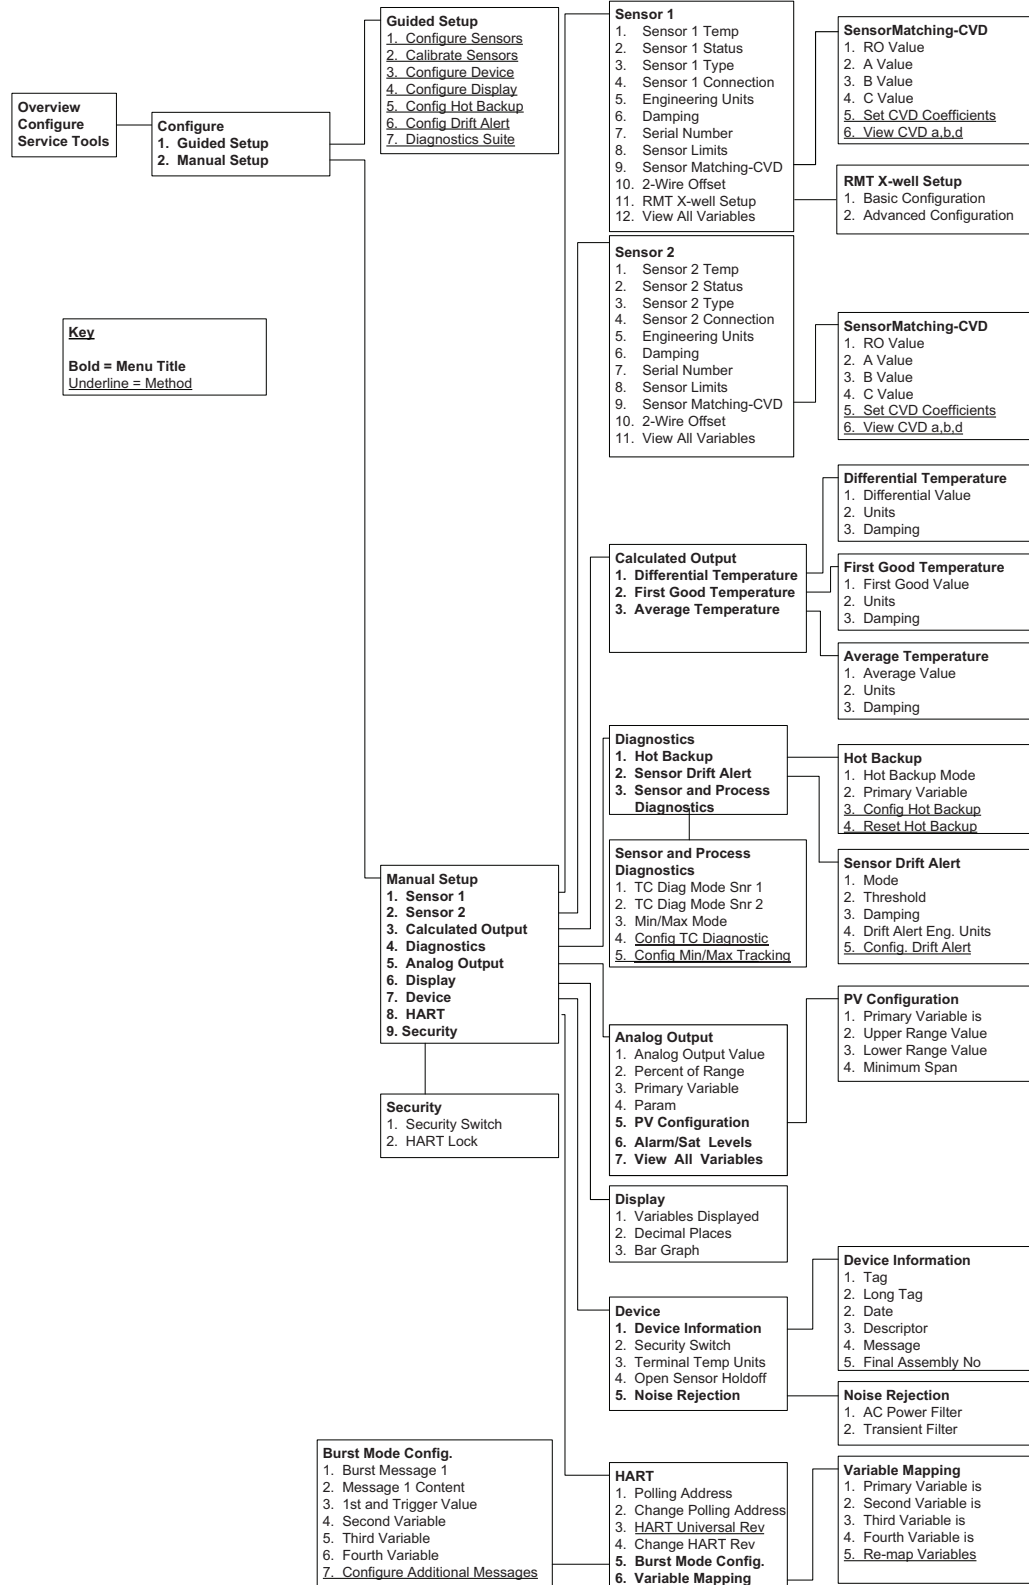 Overview
Configure
Service Tools
Configure
1. Guided Setup
2. Manual Setup
Key
Bold = Menu Title
Underline = Method
Guided Setup
1. Configure Sensors
2. Calibrate Sensors
3. Configure Device
4. Configure Display
5. Config Hot Backup
6. Config Drift Alert
7. Diagnostics Suite
Manual Setup
1. Sensor 1
2. Sensor 2
3. Calculated Output
4. Diagnostics
5. Analog Output
6. Display
7. Device
8. HART
9. Security
Security
1. Security Switch
2. HART Lock
Sensor 1
1. Sensor 1 Temp
2. Sensor 1 Status
3. Sensor 1 Type
4. Sensor 1 Connection
5. Engineering Units
6. Damping
7. Serial Number
8. Sensor Limits
9. Sensor Matching-CVD
10. 2-Wire Offset
11. RMT X-well Setup
12. View All Variables
SensorMatching-CVD
1. RO Value
2. A Value
3. B Value
4. C Value
5. Set CVD Coefficients
6. View CVD a,b,d
RMT X-well Setup
1. Basic Configuration
2. Advanced Configuration
Sensor 2
1. Sensor 2 Temp
2. Sensor 2 Status
3. Sensor 2 Type
4. Sensor 2 Connection
5. Engineering Units
6. Damping
7. Serial Number
8. Sensor Limits
9. Sensor Matching-CVD
10. 2-Wire Offset
11. View All Variables
SensorMatching-CVD
1. RO Value
2. A Value
3. B Value
4. C Value
5. Set CVD Coefficients
6. View CVD a,b,d
Calculated Output
1. Differential Temperature
2. First Good Temperature
3. Average Temperature
Differential Temperature
1. Differential Value
2. Units
3. Damping
First Good Temperature
1. First Good Value
2. Units
3. Damping
Average Temperature
1. Average Value
2. Units
3. Damping
Diagnostics
1. Hot Backup
2. Sensor Drift Alert
3. Sensor and Process
Diagnostics
Hot Backup
1. Hot Backup Mode
2. Primary Variable
3. Config Hot Backup
4. Reset Hot Backup
Sensor and Process
Diagnostics
1. TC Diag Mode Snr 1
2. TC Diag Mode Snr 2
3. Min/Max Mode
4. Config TC Diagnostic
5. Config Min/Max Tracking
Sensor Drift Alert
1. Mode
2. Threshold
3. Damping
4. Drift Alert Eng. Units
5. Config. Drift Alert
Analog Output
1. Analog Output Value
2. Percent of Range
3. Primary Variable
4. Param
5. PV Configuration
6. Alarm/Sat Levels
7. View All Variables
PV Configuration
1. Primary Variable is
2. Upper Range Value
3. Lower Range Value
4. Minimum Span
Display
1. Variables Displayed
2. Decimal Places
3. Bar Graph
Device
1. Device Information
2. Security Switch
3. Terminal Temp Units
4. Open Sensor Holdoff
5. Noise Rejection
Device Information
1. Tag
2. Long Tag
2. Date
3. Descriptor
4. Message
5. Final Assembly No
Noise Rejection
1. AC Power Filter
2. Transient Filter
Burst Mode Config.
1. Burst Message 1
2. Message 1 Content
3. 1st and Trigger Value
4. Second Variable
5. Third Variable
6. Fourth Variable
7. Configure Additional Messages
HART
1. Polling Address
2. Change Polling Address
3. HART Universal Rev
4. Change HART Rev
5. Burst Mode Config.
6. Variable Mapping
Variable Mapping
1. Primary Variable is
2. Second Variable is
3. Third Variable is
4. Fourth Variable is
5. Re-map Variables